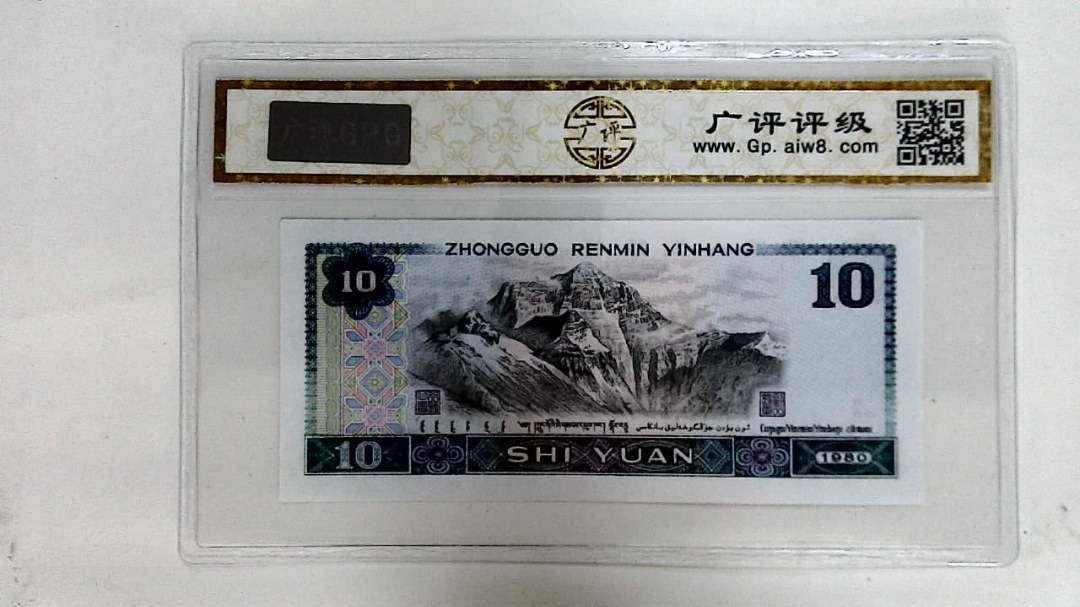 广评GPG
广评
广评评级
www.Gp.aiw8.com
ZHONGGUO RENMIN YINHANG
10
10
10
SHI YUAN
1980